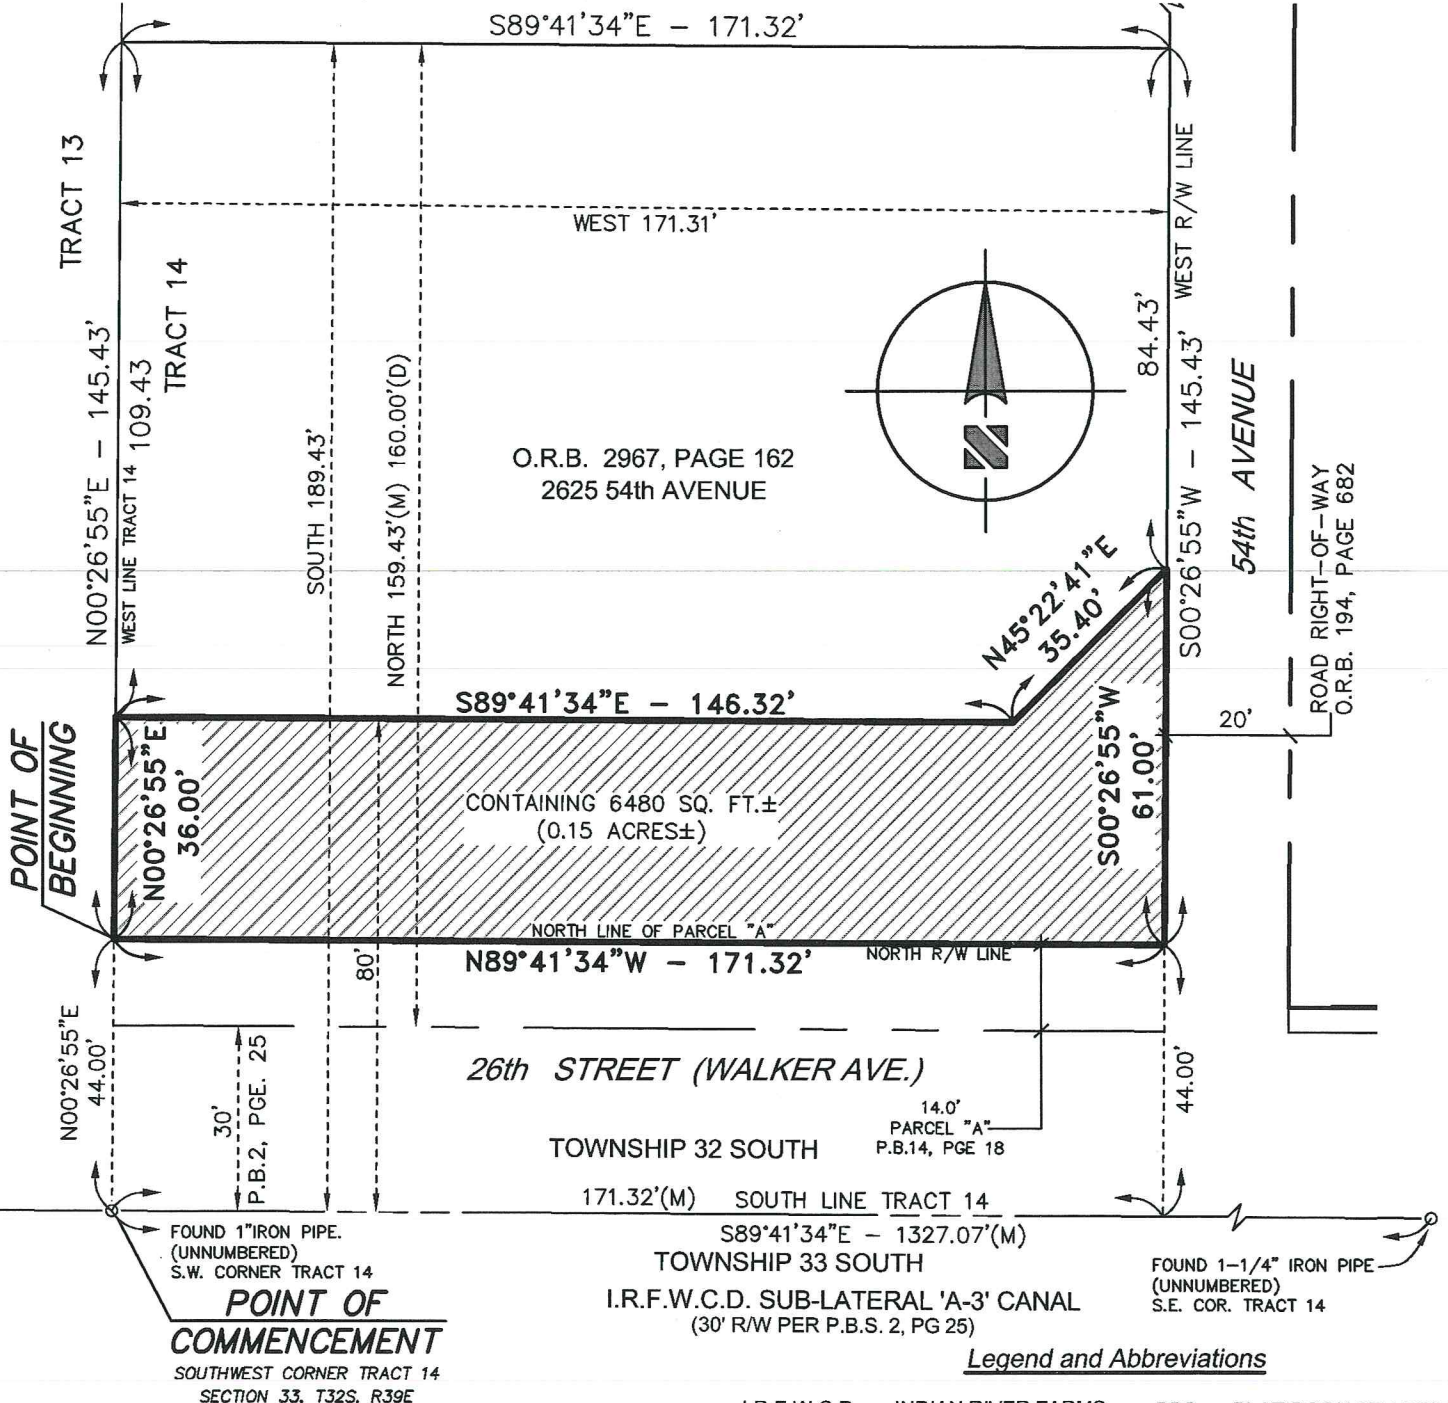 S89°41'34"E – 171.32'
TRACT 13
WEST R/W LINE
WEST 171.31'
TRACT 14
N00°26'55"E – 145.43'
109.43
WEST LINE TRACT 14
SOUTH 189.43'
NORTH 159.43'(M) 160.00'(D)
84.43'
S00°26'55"W – 145.43'
54th AVENUE
O.R.B. 2967, PAGE 162
2625 54th AVENUE
ROAD RIGHT-OF-WAY
O.R.B. 194, PAGE 682
N45°22'41"E
35.40'
S89°41'34"E – 146.32'
20'
POINT OF
BEGINNING
N00°26'55"E
36.00'
CONTAINING 6480 SQ. FT.±
(0.15 ACRES±)
S00°26'55"W
61.00'
NORTH LINE OF PARCEL "A"
N89°41'34"W – 171.32'
NORTH R/W LINE
80'
N00°26'55"E
44.00'
30'
P.B.2, PGE. 25
26th STREET (WALKER AVE.)
44.00'
14.0'
PARCEL "A"
P.B.14, PGE 18
TOWNSHIP 32 SOUTH
171.32'(M) SOUTH LINE TRACT 14
S89°41'34"E – 1327.07'(M)
FOUND 1"IRON PIPE.
(UNNUMBERED)
S.W. CORNER TRACT 14
TOWNSHIP 33 SOUTH
FOUND 1-1/4" IRON PIPE
(UNNUMBERED)
S.E. COR. TRACT 14
I.R.F.W.C.D. SUB-LATERAL 'A-3' CANAL
(30' R/W PER P.B.S. 2, PG 25)
POINT OF
COMMENCEMENT
SOUTHWEST CORNER TRACT 14
SECTION 33, T32S, R39E
Legend and Abbreviations